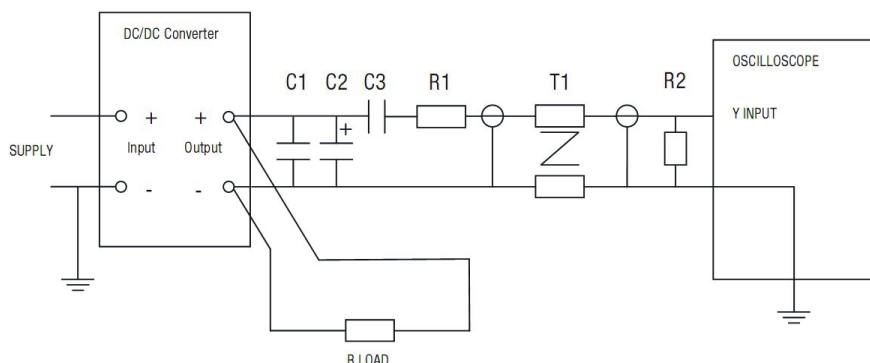 DC/DC Converter
C1 C2 C3 R1 T1 R2
OSCILLOSCOPE
+ + +
Y INPUT
SUPPLY
Input Output
- -
R LOAD